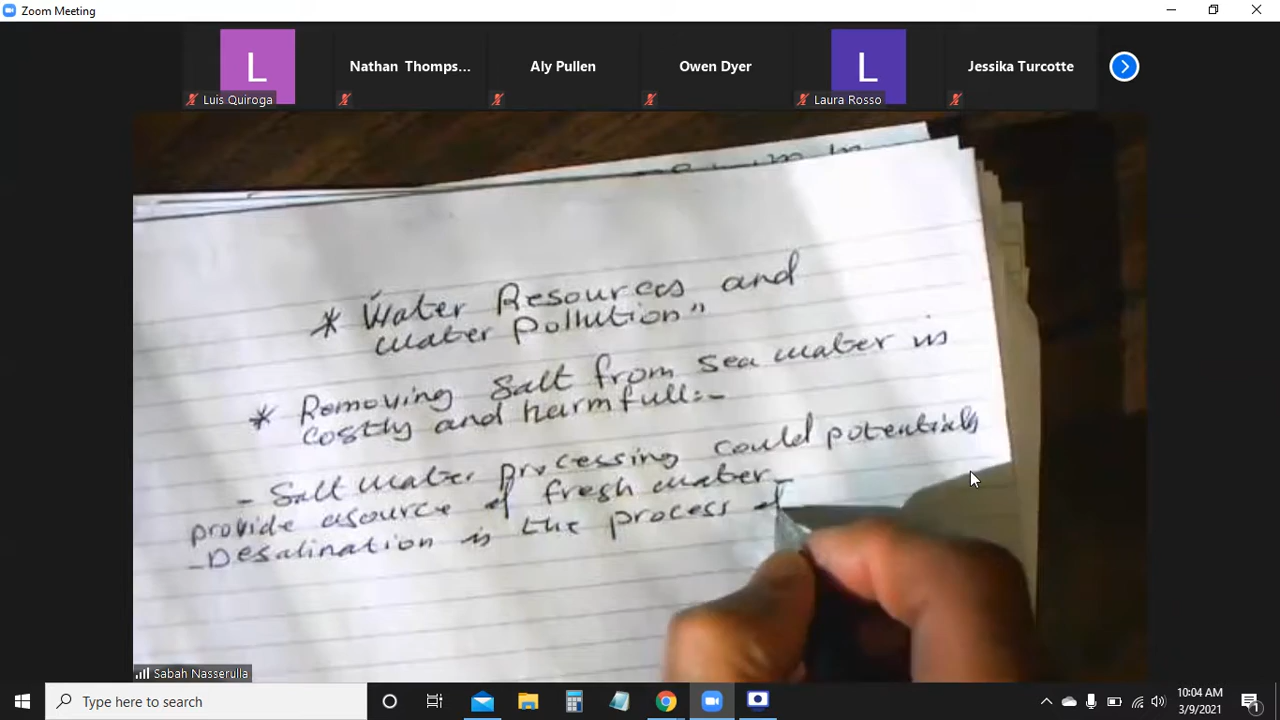 Zoom Meeting
L
Luis Quiroga
Nathan Thomps...
Aly Pullen
Owen Dyer
L
Laura Rosso
Jessika Turcotte
* Water Resources and
water Pollution"
* Removing Salt from sea water is
costly and harmfull:-
- Salt water processing could potentially
provide a source of fresh water-
- Desalination is the process of
Sabah Nasserulla
Type here to search
10:04 AM
3/9/2021
1